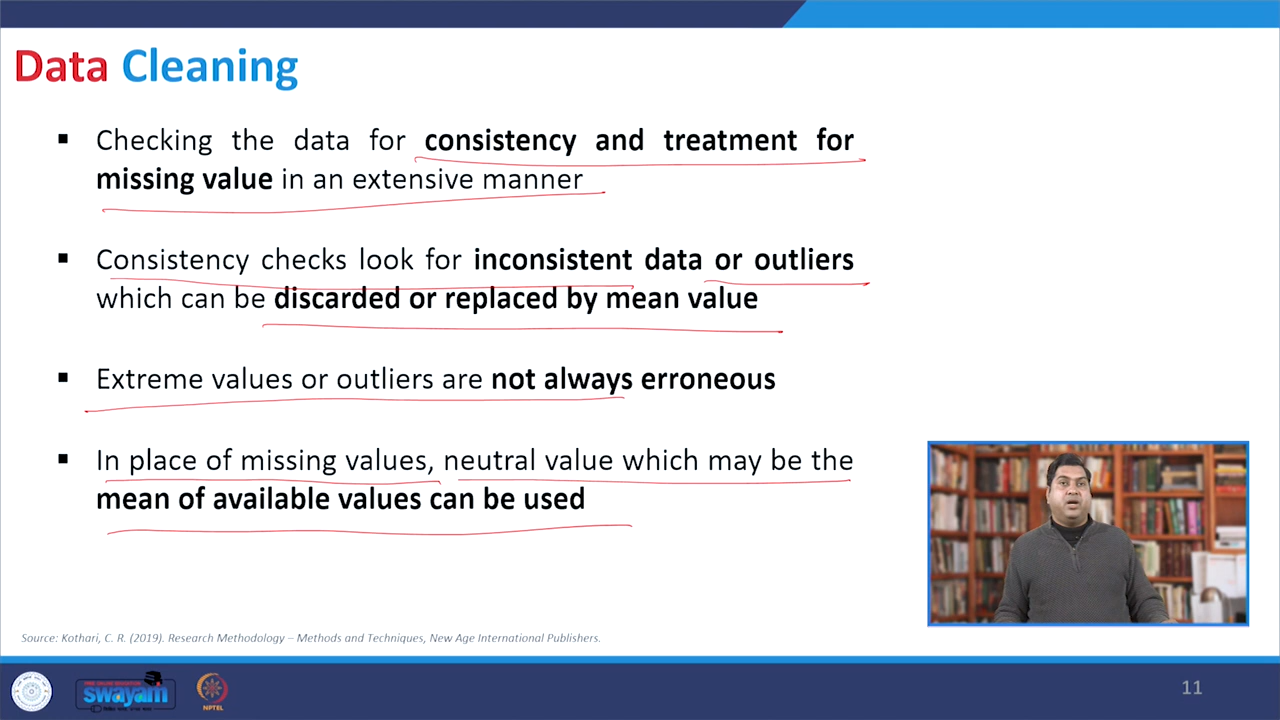 Data Cleaning
▪ Checking the data for consistency and treatment for
missing value in an extensive manner
▪ Consistency checks look for inconsistent data or outliers
which can be discarded or replaced by mean value
▪ Extreme values or outliers are not always erroneous
▪ In place of missing values, neutral value which may be the
mean of available values can be used
Source: Kothari, C. R. (2019). Research Methodology – Methods and Techniques, New Age International Publishers.
swayam
NPTEL
11